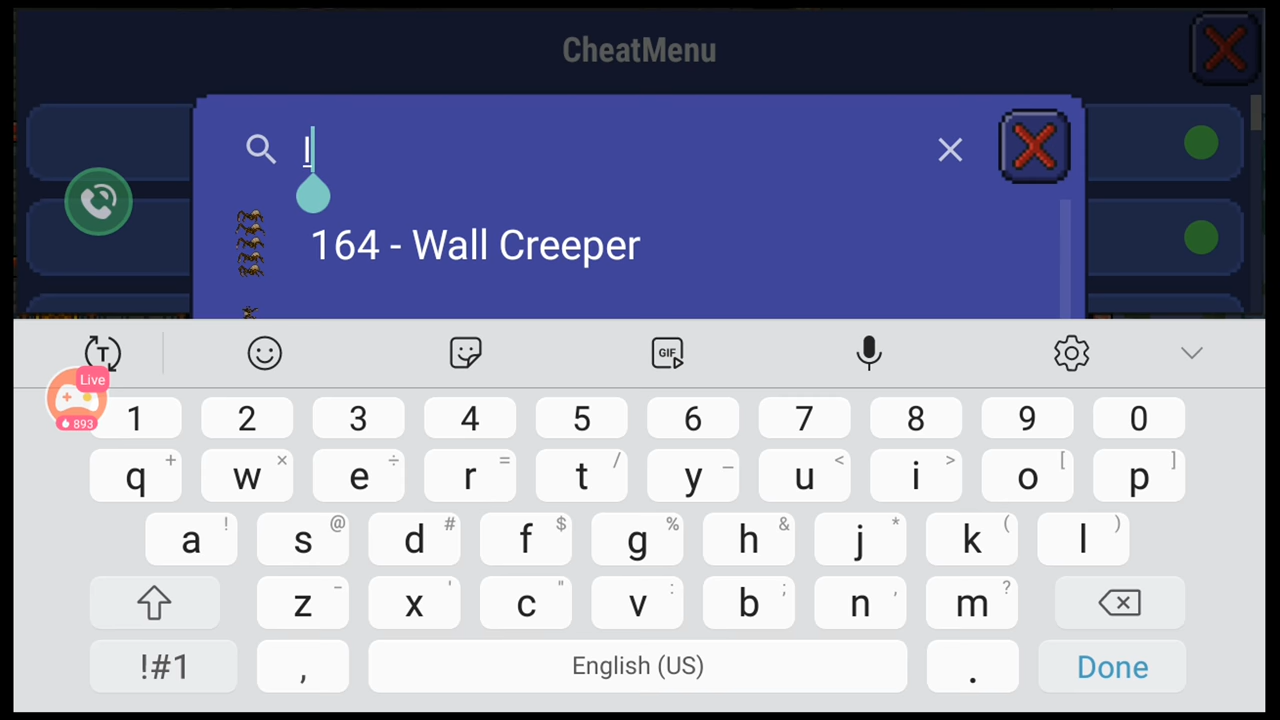 CheatMenu
l
164 - Wall Creeper
T
GIF
Live
893
1 2 3 4 5 6 7 8 9 0
q + w × e ÷ r = t / y _ u < i > o [ p ]
a ! s @ d # f $ g % h & j * k ( l )
z - x ' c " v : b ; n , m ?
!#1 , English (US) . Done